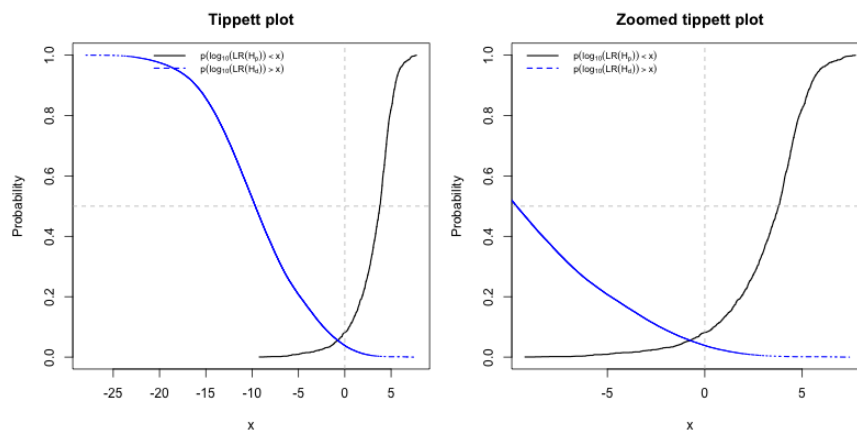 Tippett plot
p(log₁₀(LR(Hₚ)) < x)
p(log₁₀(LR(H_d)) > x)
Probability
1.0
0.8
0.6
0.4
0.2
0.0
-25 -20 -15 -10 -5 0 5
x
Zoomed tippett plot
p(log₁₀(LR(Hₚ)) < x)
p(log₁₀(LR(H_d)) > x)
Probability
1.0
0.8
0.6
0.4
0.2
0.0
-5 0 5
x